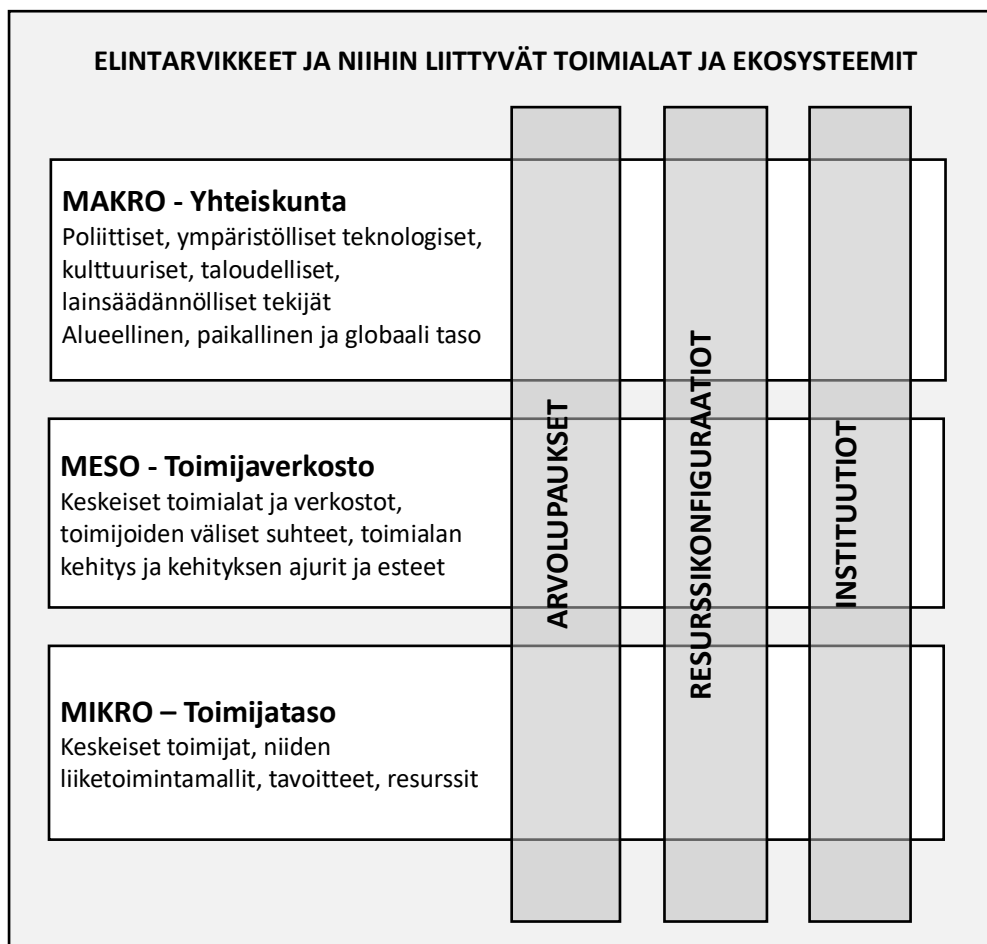 ELINTARVIKKEET JA NIIHIN LIITTYVÄT TOIMIALAT JA EKOSYSTEEMIT
MAKRO - Yhteiskunta
Poliittiset, ympäristölliset teknologiset,
kulttuuriset, taloudelliset,
lainsäädännölliset tekijät
Alueellinen, paikallinen ja globaali taso
MESO - Toimijaverkosto
Keskeiset toimialat ja verkostot,
toimijoiden väliset suhteet, toimialan
kehitys ja kehityksen ajurit ja esteet
MIKRO – Toimijataso
Keskeiset toimijat, niiden
liiketoimintamallit, tavoitteet, resurssit
ARVOLUPAUKSET
RESURSSIKONFIGURAATIOT
INSTITUUTIOT